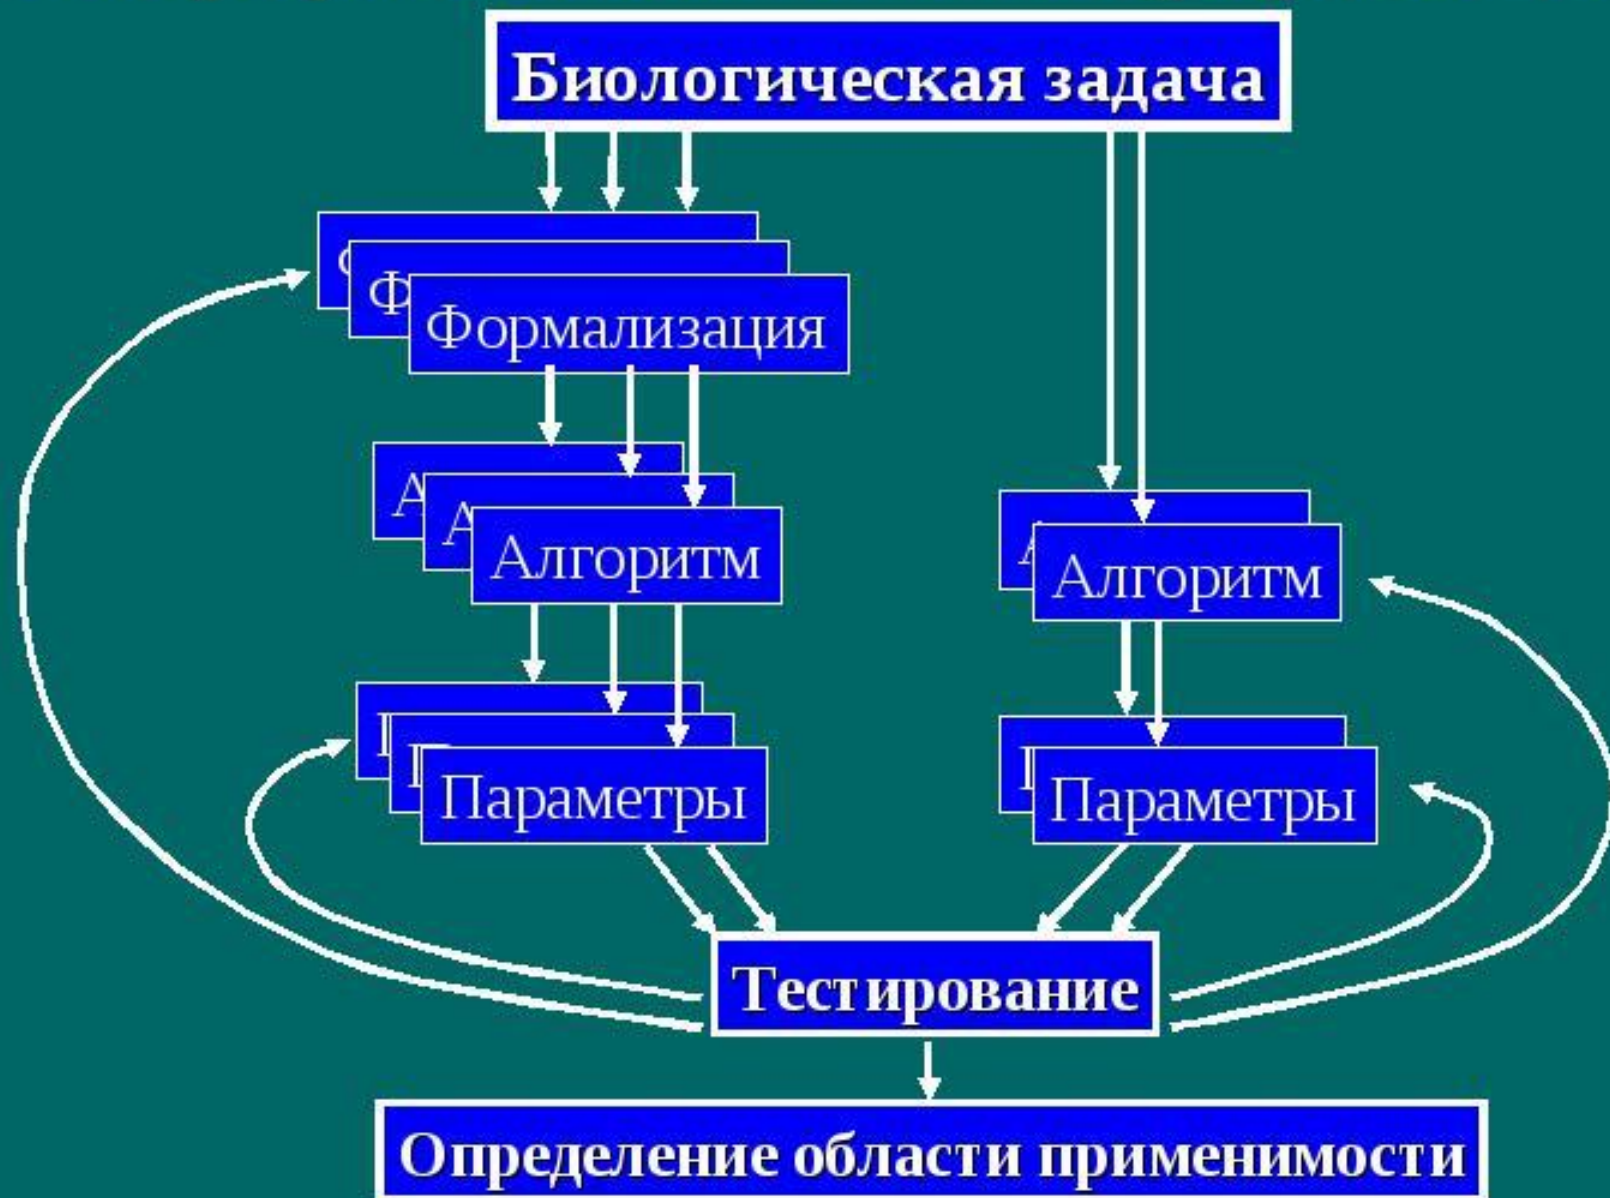 Биологическая задача
Ф
Формализация
А
А
Алгоритм
Алгоритм
Параметры
Параметры
Тестирование
Определение области применимости